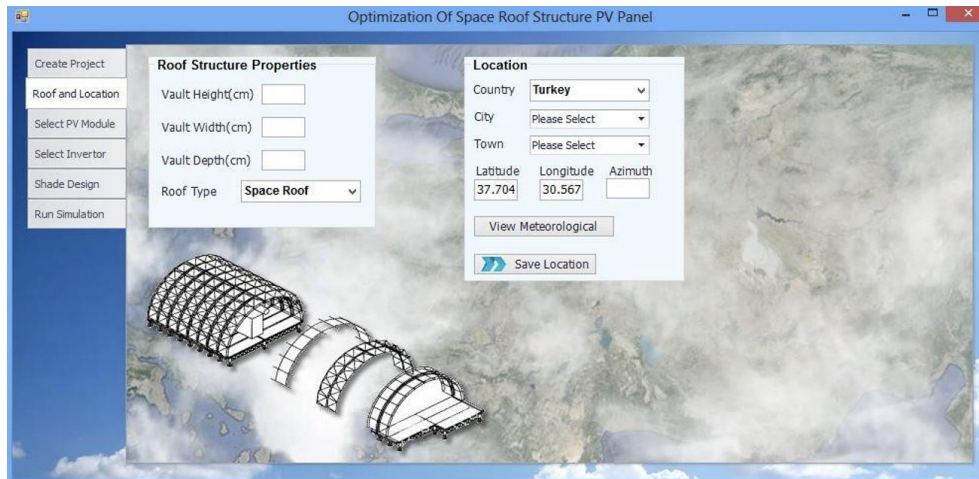 Optimization Of Space Roof Structure PV Panel
Create Project
Roof and Location
Select PV Module
Select Invertor
Shade Design
Run Simulation
Roof Structure Properties
Vault Height(cm)
Vault Width(cm)
Vault Depth(cm)
Roof Type Space Roof
Location
Country Turkey
City Please Select
Town Please Select
Latitude Longitude Azimuth
37.704 30.567
View Meteorological
Save Location